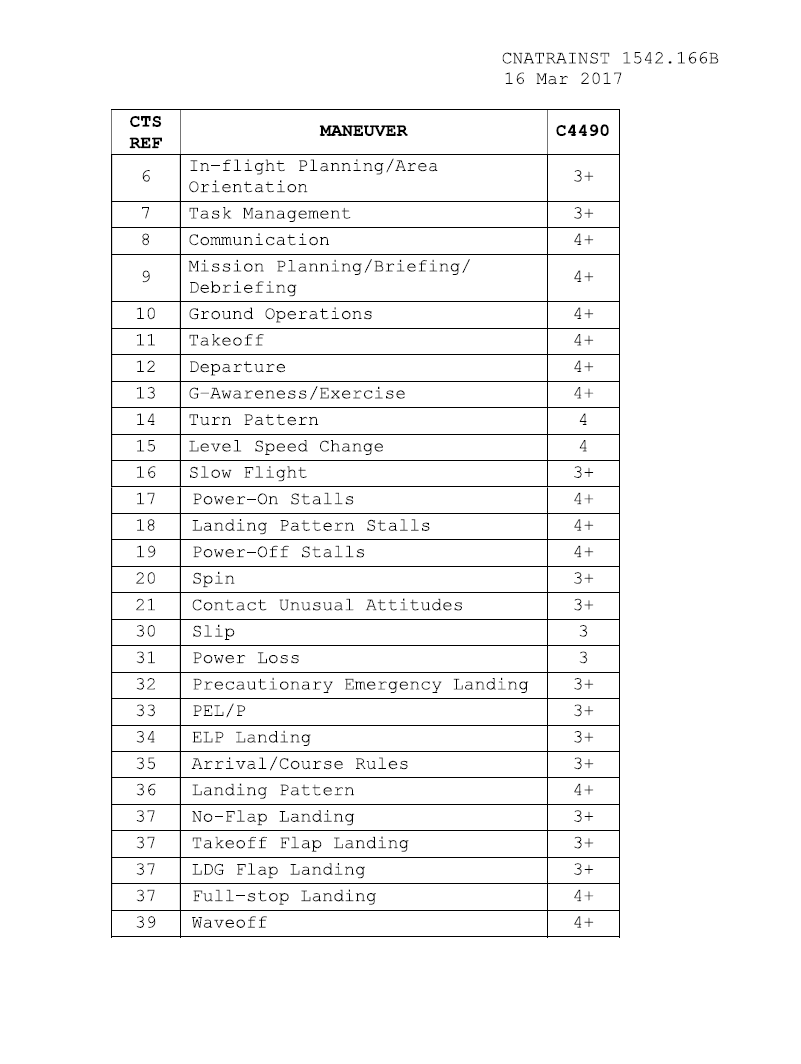 CNATRAINST 1542.166B
16 Mar 2017
CTS REF MANEUVER C4490
6 In-flight Planning/Area Orientation 3+
7 Task Management 3+
8 Communication 4+
9 Mission Planning/Briefing/ Debriefing 4+
10 Ground Operations 4+
11 Takeoff 4+
12 Departure 4+
13 G-Awareness/Exercise 4+
14 Turn Pattern 4
15 Level Speed Change 4
16 Slow Flight 3+
17 Power-On Stalls 4+
18 Landing Pattern Stalls 4+
19 Power-Off Stalls 4+
20 Spin 3+
21 Contact Unusual Attitudes 3+
30 Slip 3
31 Power Loss 3
32 Precautionary Emergency Landing 3+
33 PEL/P 3+
34 ELP Landing 3+
35 Arrival/Course Rules 3+
36 Landing Pattern 4+
37 No-Flap Landing 3+
37 Takeoff Flap Landing 3+
37 LDG Flap Landing 3+
37 Full-stop Landing 4+
39 Waveoff 4+